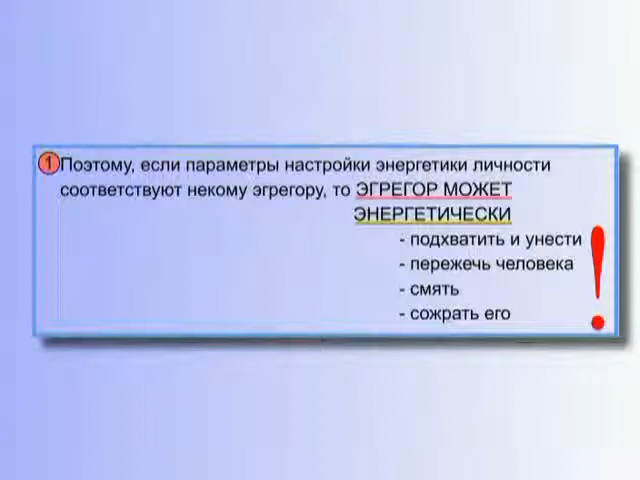 1 Поэтому, если параметры настройки энергетики личности
соответствуют некому эгрегору, то ЭГРЕГОР МОЖЕТ
ЭНЕРГЕТИЧЕСКИ
- подхватить и унести
- пережечь человека
- смять
- сожрать его
!